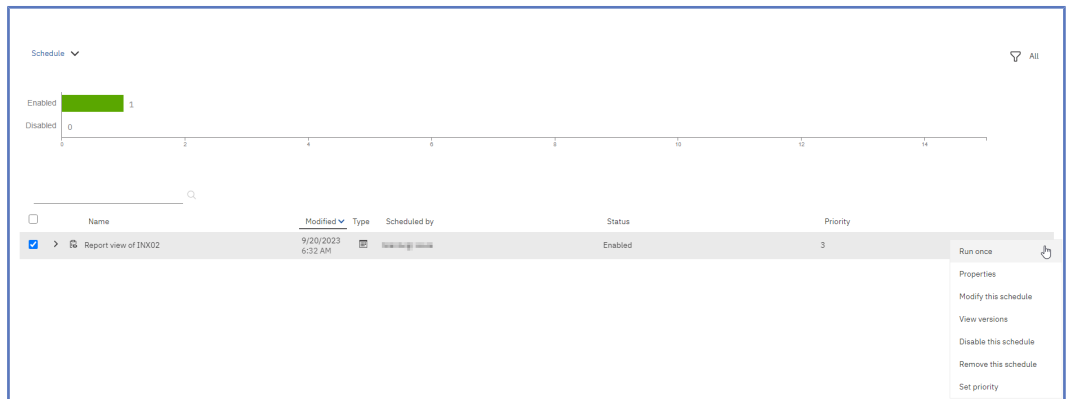 Schedule
All
Enabled 1
Disabled 0
0 2 4 6 8 10 12 14
Name Modified Type Scheduled by Status Priority
Report view of INX02 9/20/2023 Enabled 3
6:32 AM
Run once
Properties
Modify this schedule
View versions
Disable this schedule
Remove this schedule
Set priority